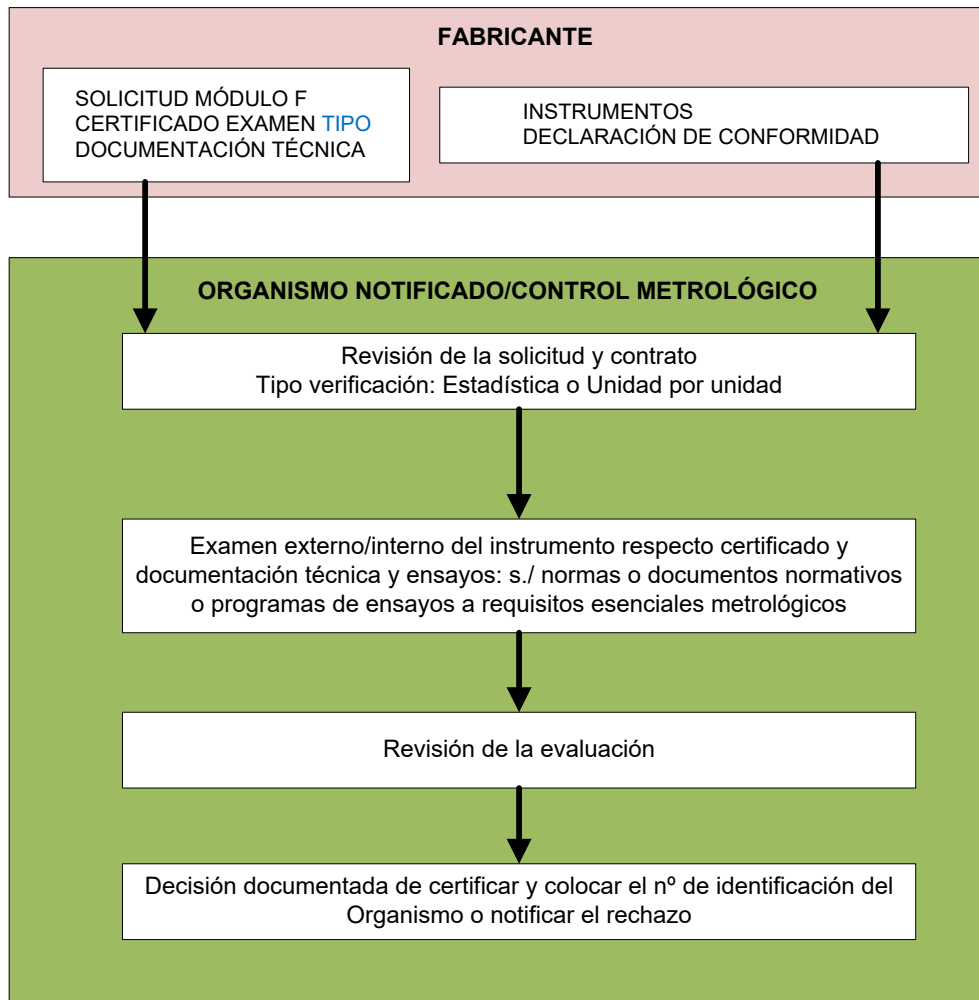 FABRICANTE
SOLICITUD MÓDULO F
CERTIFICADO EXAMEN TIPO
DOCUMENTACIÓN TÉCNICA
INSTRUMENTOS
DECLARACIÓN DE CONFORMIDAD
ORGANISMO NOTIFICADO/CONTROL METROLÓGICO
Revisión de la solicitud y contrato
Tipo verificación: Estadística o Unidad por unidad
Examen externo/interno del instrumento respecto certificado y
documentación técnica y ensayos: s./ normas o documentos normativos
o programas de ensayos a requisitos esenciales metrológicos
Revisión de la evaluación
Decisión documentada de certificar y colocar el nº de identificación del
Organismo o notificar el rechazo